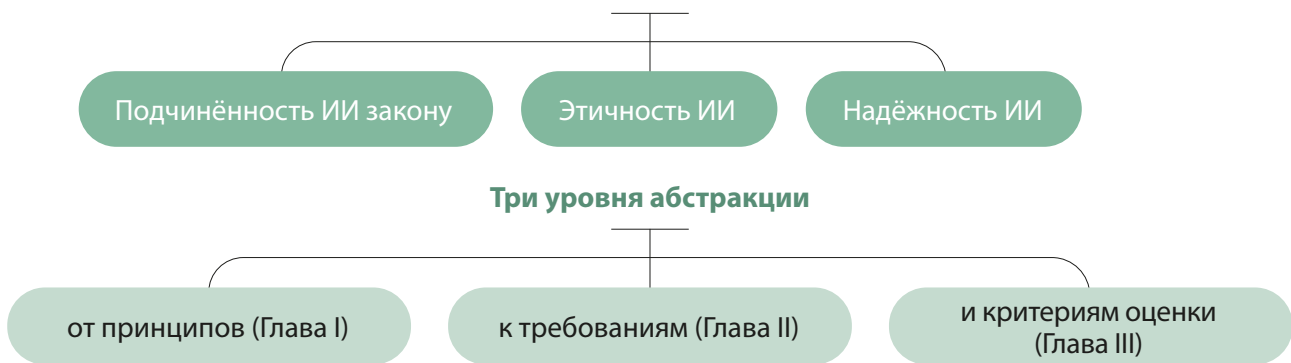 Подчинённость ИИ закону
Этичность ИИ
Надёжность ИИ
Три уровня абстракции
от принципов (Глава I)
к требованиям (Глава II)
и критериям оценки
(Глава III)